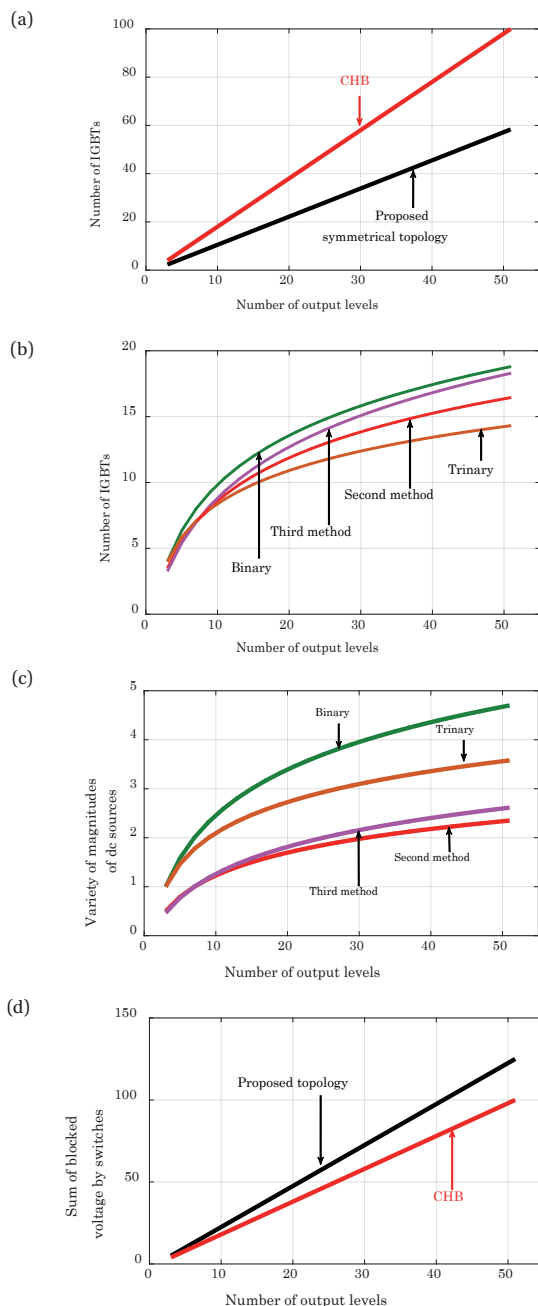 (a)
100
80
60
40
20
0
Number of IGBTs
CHB
Proposed
symmetrical topology
0
10
20
30
40
50
Number of output levels
(b)
20
15
10
5
0
Number of IGBTs
Binary
Third method
Second method
Trinary
0
10
20
30
40
50
Number of output levels
(c)
5
4
3
2
1
0
Variety of magnitudes
of dc sources
Binary
Trinary
Second method
Third method
0
10
20
30
40
50
Number of output levels
(d)
150
100
50
0
Sum of blocked
voltage by switches
Proposed topology
CHB
0
10
20
30
40
50
Number of output levels